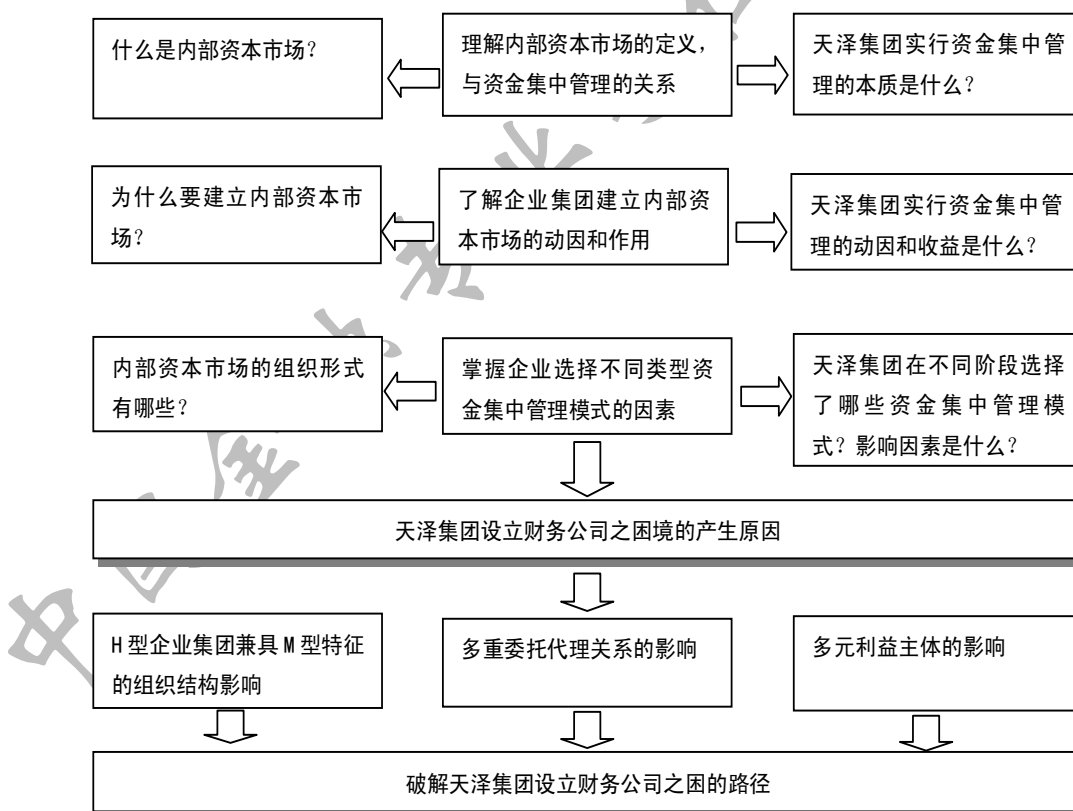 什么是内部资本市场？
理解内部资本市场的定义，
与资金集中管理的关系
天泽集团实行资金集中管
理的本质是什么？
为什么要建立内部资本市
场？
了解企业集团建立内部资
本市场的动因和作用
天泽集团实行资金集中管
理的动因和收益是什么？
内部资本市场的组织形式
有哪些？
掌握企业选择不同类型资
金集中管理模式的因素
天泽集团在不同阶段选择
了哪些资金集中管理模
式？影响因素是什么？
天泽集团设立财务公司之困境的产生原因
H 型企业集团兼具 M 型特征
的组织结构影响
多重委托代理关系的影响
多元利益主体的影响
破解天泽集团设立财务公司之困的路径
中国金
专业